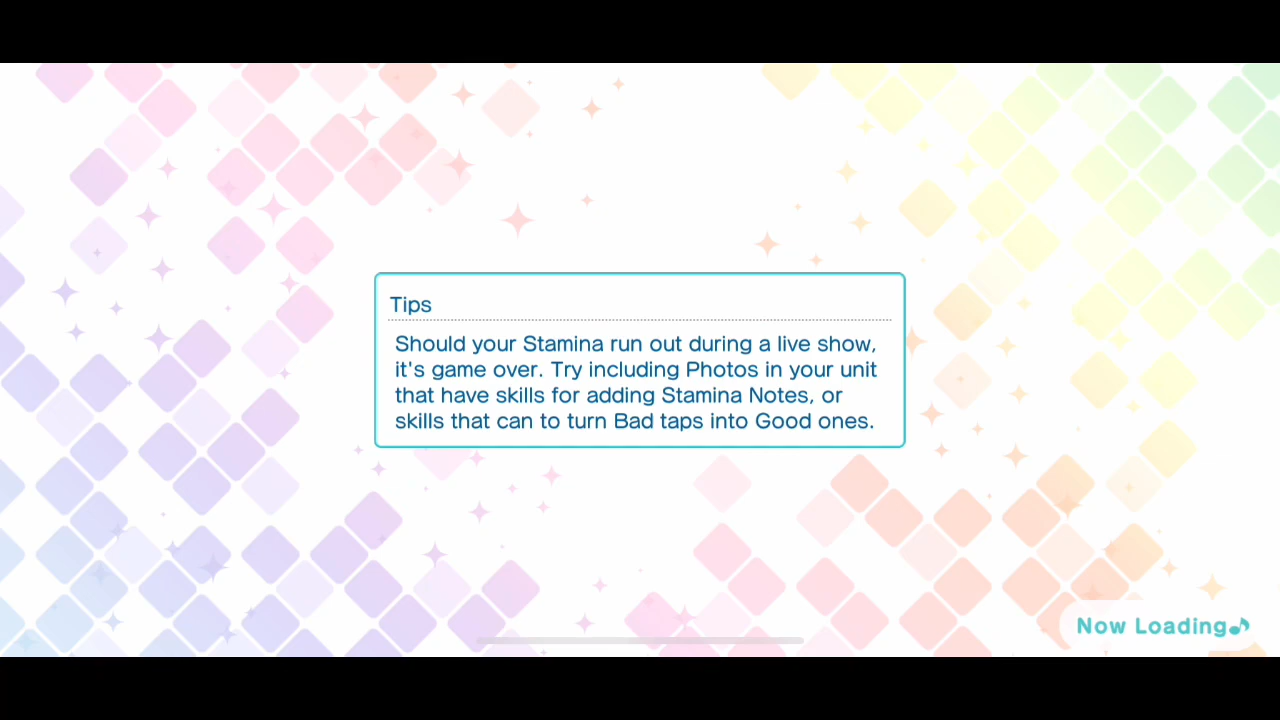 Tips
Should your Stamina run out during a live show,
it's game over. Try including Photos in your unit
that have skills for adding Stamina Notes, or
skills that can to turn Bad taps into Good ones.
Now Loading♪